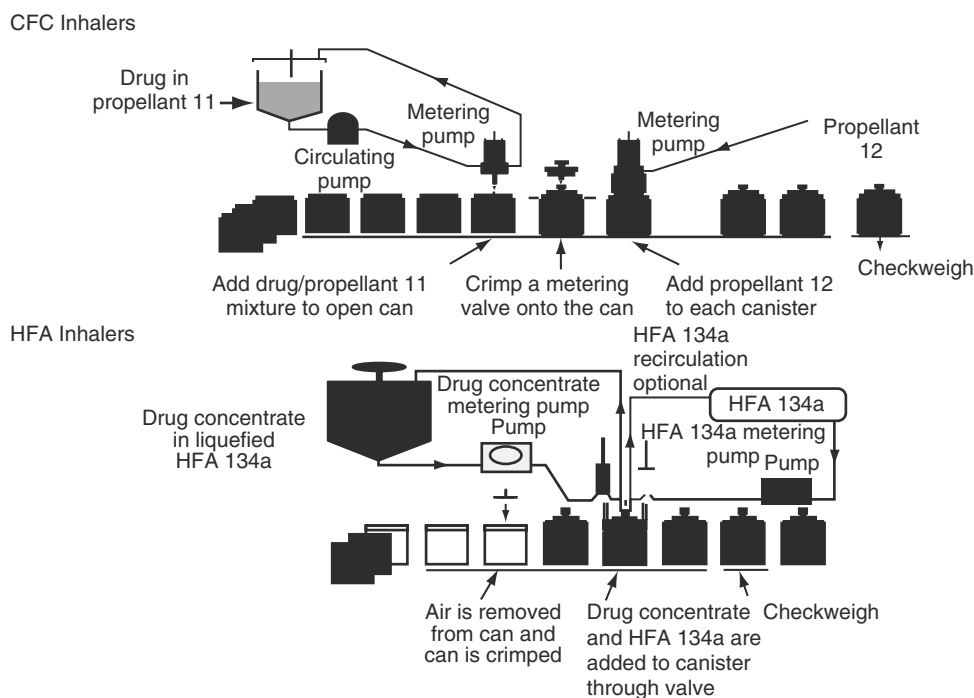 CFC Inhalers
Drug in
propellant 11
Circulating
pump
Metering
pump
Metering
pump
Propellant
12
Add drug/propellant 11
mixture to open can
Crimp a metering
valve onto the can
Add propellant 12
to each canister
Checkweigh
HFA Inhalers
Drug concentrate
in liquefied
HFA 134a
Drug concentrate
metering pump
Pump
HFA 134a
recirculation
optional
HFA 134a
HFA 134a metering
pump
Pump
Air is removed
from can and
can is crimped
Drug concentrate
and HFA 134a are
added to canister
through valve
Checkweigh